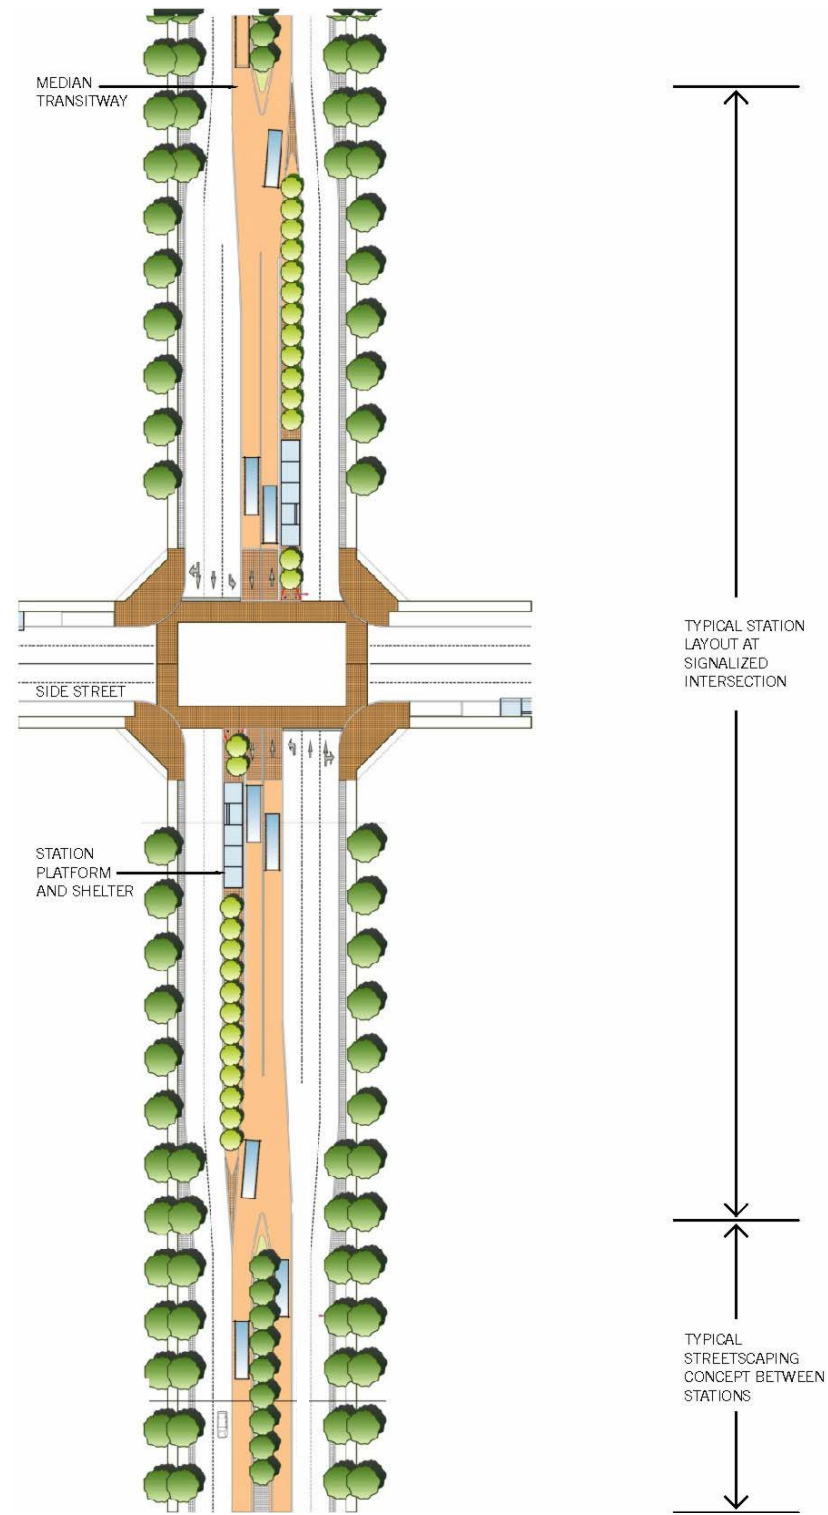 MEDIAN
TRANSITWAY
TYPICAL STATION
LAYOUT AT
SIGNALIZED
INTERSECTION
SIDE STREET
STATION
PLATFORM
AND SHELTER
TYPICAL
STREETSCAPING
CONCEPT BETWEEN
STATIONS